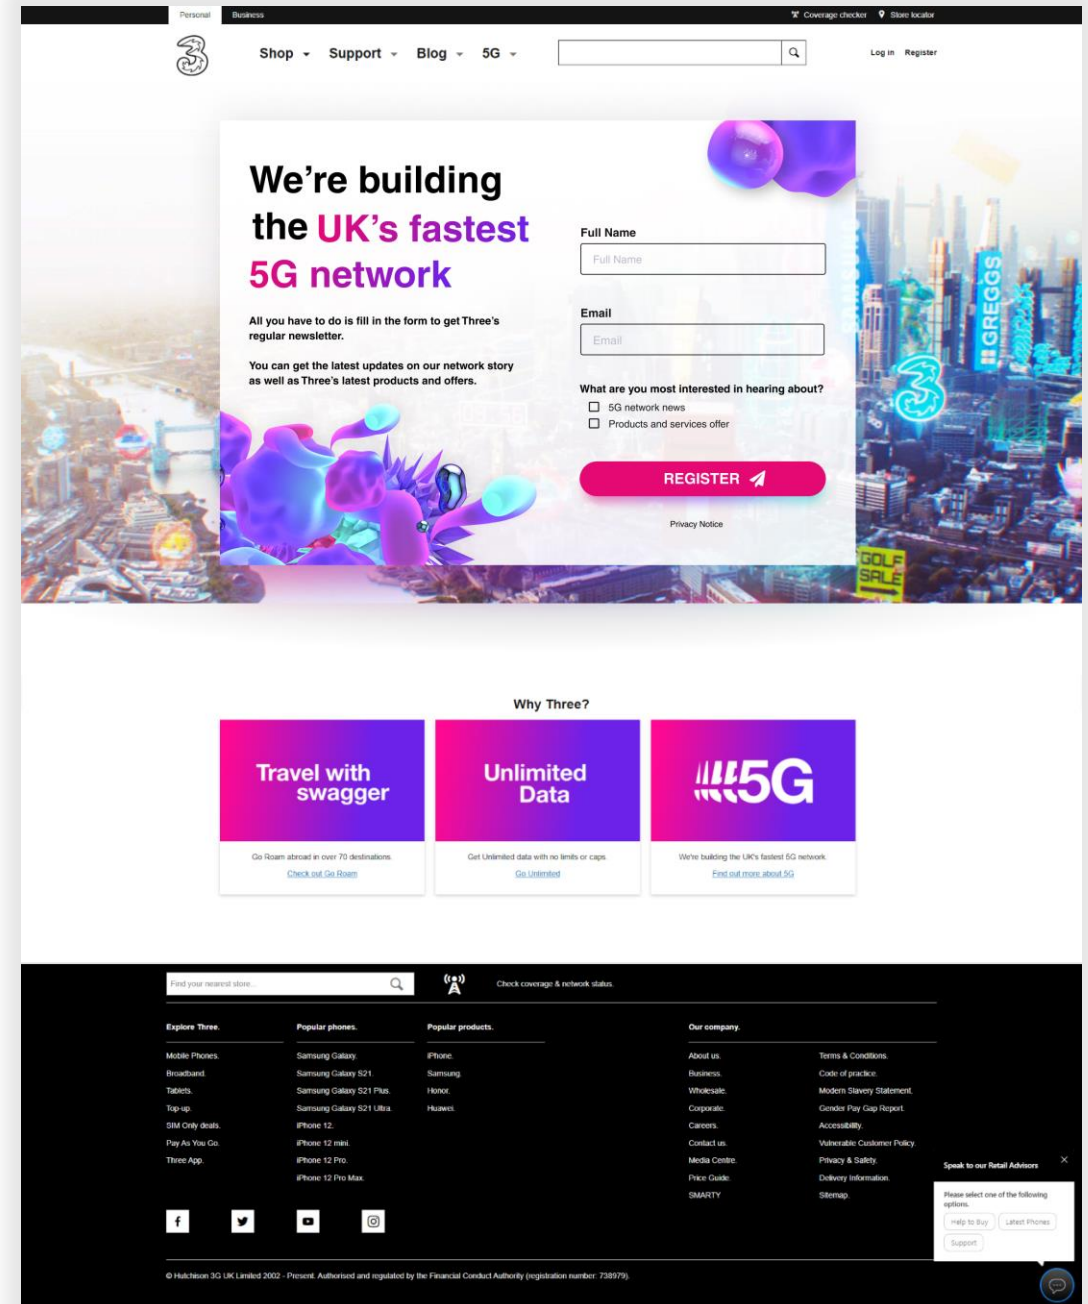 Personal Business Coverage checker Store locator
Shop Support Blog 5G Log in Register
We're building
the UK's fastest
5G network
All you have to do is fill in the form to get Three's
regular newsletter.
You can get the latest updates on our network story
as well as Three's latest products and offers.
Full Name
Full Name
Email
Email
What are you most interested in hearing about?
5G network news
Products and services offer
REGISTER
Privacy Notice
SAMSUNG
GREGGS
GOLF
SALE
Why Three?
Travel with
swagger
Go Roam abroad in over 70 destinations.
Check out Go Roam
Unlimited
Data
Get Unlimited data with no limits or caps.
Go Unlimited
5G
We're building the UK's fastest 5G network.
Find out more about 5G
Find your nearest store...
Check coverage & network status.
Explore Three.
Mobile Phones.
Broadband.
Tablets.
Top-up.
SIM Only deals.
Pay As You Go.
Three App.
Popular phones.
Samsung Galaxy.
Samsung Galaxy S21.
Samsung Galaxy S21 Plus.
Samsung Galaxy S21 Ultra.
iPhone 12.
iPhone 12 mini.
iPhone 12 Pro.
iPhone 12 Pro Max.
Popular products.
iPhone.
Samsung.
Honor.
Huawei.
Our company.
About us.
Business.
Wholesale.
Corporate.
Careers.
Contact us.
Media Centre.
Price Guide.
SMARTY
Terms & Conditions.
Code of practice.
Modern Slavery Statement.
Gender Pay Gap Report.
Accessibility.
Vulnerable Customer Policy.
Privacy & Safety.
Delivery Information.
Sitemap.
Speak to our Retail Advisors
Please select one of the following
options.
Help to Buy Latest Phones
Support
© Hutchison 3G UK Limited 2002 - Present. Authorised and regulated by the Financial Conduct Authority (registration number: 738979).